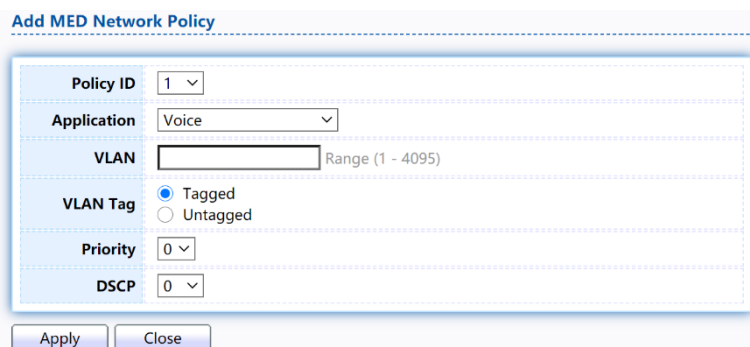 Add MED Network Policy
Policy ID 1
Application Voice
VLAN Range (1 - 4095)
VLAN Tag Tagged
Untagged
Priority 0
DSCP 0
Apply Close